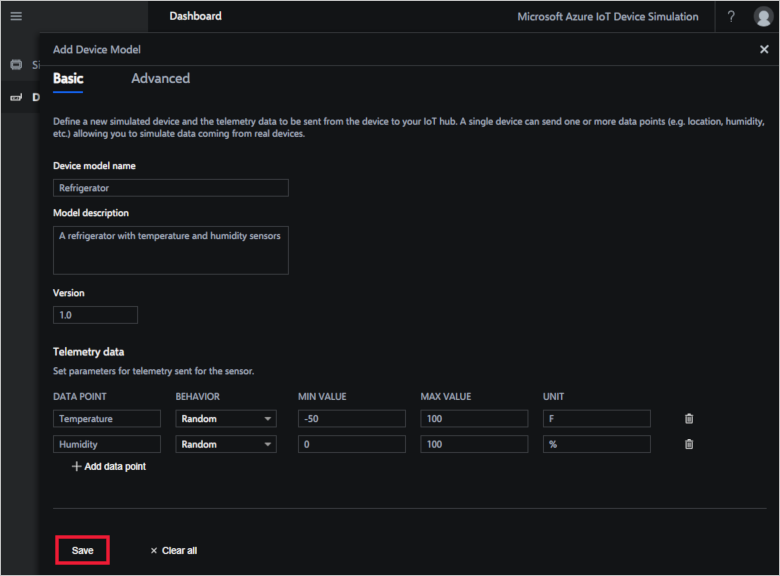 Dashboard
Microsoft Azure IoT Device Simulation
?
Add Device Model
×
Si
D
Basic
Advanced
Define a new simulated device and the telemetry data to be sent from the device to your IoT hub. A single device can send one or more data points (e.g. location, humidity,
etc.) allowing you to simulate data coming from real devices.
Device model name
Refrigerator
Model description
A refrigerator with temperature and humidity sensors
Version
1.0
Telemetry data
Set parameters for telemetry sent for the sensor.
DATA POINT BEHAVIOR MIN VALUE MAX VALUE UNIT
Temperature Random -50 100 F
Humidity Random 0 100 %
+ Add data point
Save × Clear all